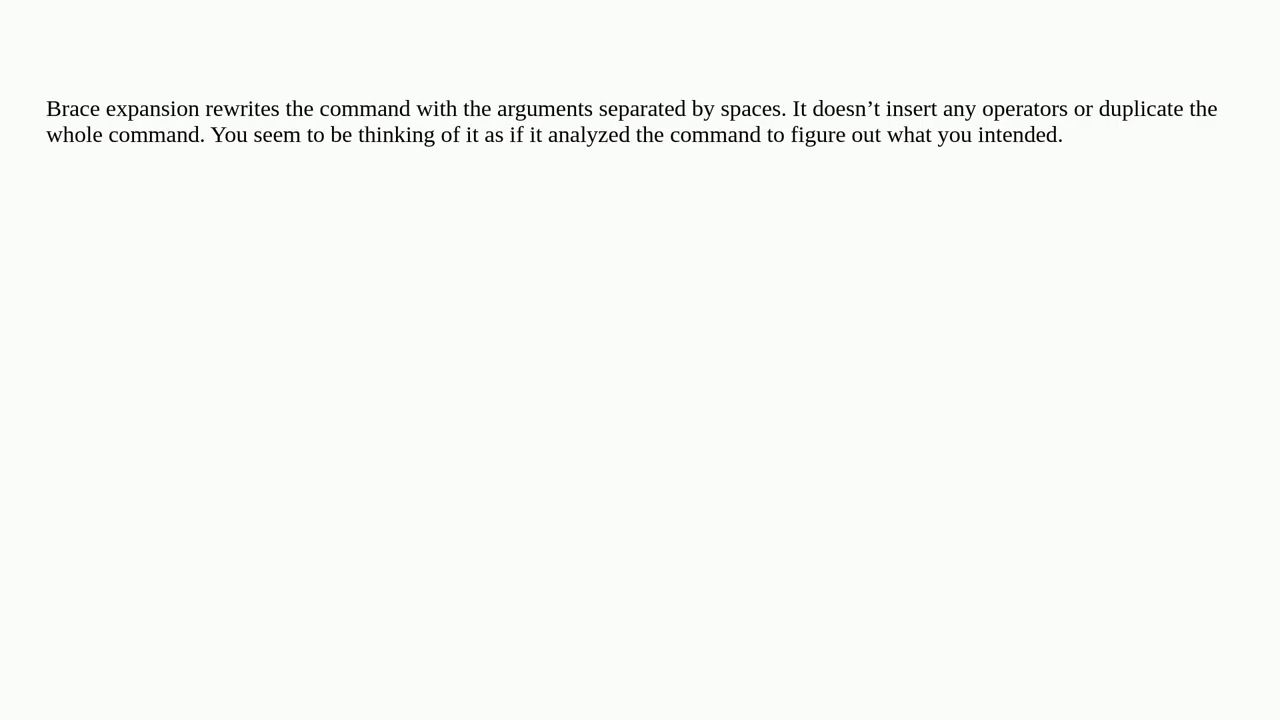 Brace expansion rewrites the command with the arguments separated by spaces. It doesn’t insert any operators or duplicate the
whole command. You seem to be thinking of it as if it analyzed the command to figure out what you intended.